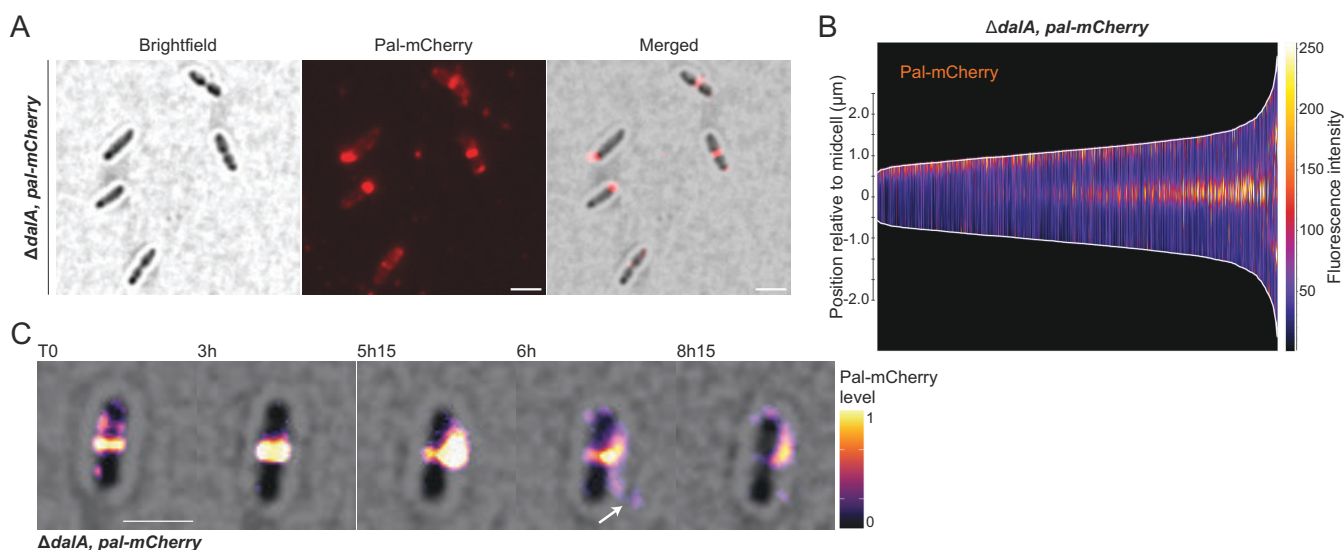 A
Brightfield
Pal-mCherry
Merged
ΔdalA, pal-mCherry
B
ΔdalA, pal-mCherry
Pal-mCherry
Position relative to midcell (μm)
2.0
1.0
0
-1.0
-2.0
250
200
150
100
50
Fluorescence intensity
C
T0
3h
5h15
6h
8h15
Pal-mCherry
level
1
0
ΔdalA, pal-mCherry